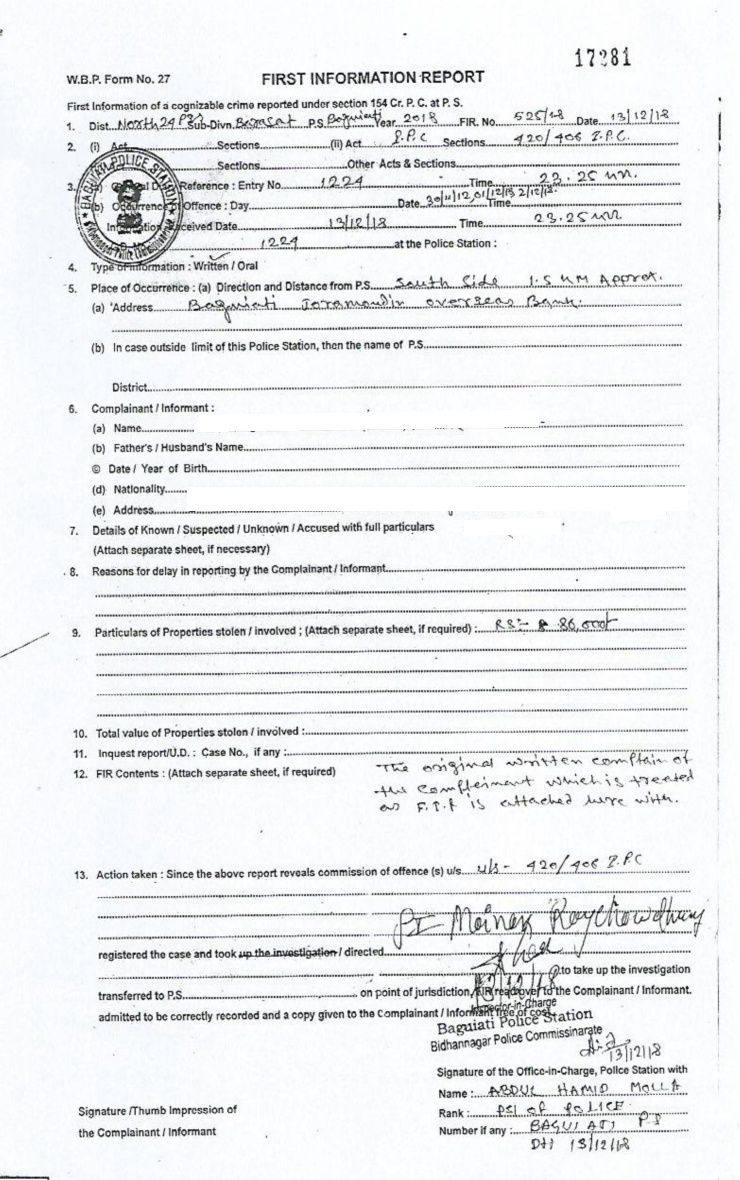 17281
W.B.P. Form No. 27 FIRST INFORMATION REPORT
First Information of a cognizable crime reported under section 154 Cr. P. C. at P. S.
1. Dist. North 24 Pgs Sub-Divn. Barasat P.S. Baguiati Year 2018 FIR. No. 525/18 Date 13/12/18
2. (i) Act Sections (ii) Act I.P.C Sections 420/406 I.P.C.
Sections Other Acts & Sections
3. Reference : Entry No. 1224 Time 23.25
(b) Occurrence of Offence : Day Date 30/11/12, 01/12/18 2/12/18 Time
Information Received Date 13/12/18 Time 23.25
1224 at the Police Station :
BAGUIATI POLICE STATION
4. Type of Information : Written / Oral
5. Place of Occurrence : (a) Direction and Distance from P.S. South Side 1.5 KM Approx.
(a) Address Baguiati overseas Bank.
(b) In case outside limit of this Police Station, then the name of P.S.
District
6. Complainant / Informant :
(a) Name
(b) Father's / Husband's Name
© Date / Year of Birth
(d) Nationality
(e) Address
7. Details of Known / Suspected / Unknown / Accused with full particulars
(Attach separate sheet, if necessary)
8. Reasons for delay in reporting by the Complainant / Informant
9. Particulars of Properties stolen / involved ; (Attach separate sheet, if required) : RS:- 86,000/-
10. Total value of Properties stolen / involved :
11. Inquest report/U.D. : Case No., if any :
12. FIR Contents : (Attach separate sheet, if required) The original written complain of
the complainant which is treated
as F.I.R is attached here with.
13. Action taken : Since the above report reveals commission of offence (s) u/s u/s - 420/406 I.P.C
PI Mainak Roychowdhury
registered the case and took up the investigation / directed
to take up the investigation
transferred to P.S. on point of jurisdiction, FIR read over to the Complainant / Informant.
admitted to be correctly recorded and a copy given to the Complainant / Informant free of cost.
Inspector-in-Charge
Baguiati Police Station
Bidhannagar Police Commissinarate
13/12/18
Signature of the Office-in-Charge, Police Station with
Name : ABDUL HAMID MOLLA
Signature /Thumb Impression of Rank : PSI OF POLICE
the Complainant / Informant Number if any : BAGUIATI PS
Dt 13/12/18